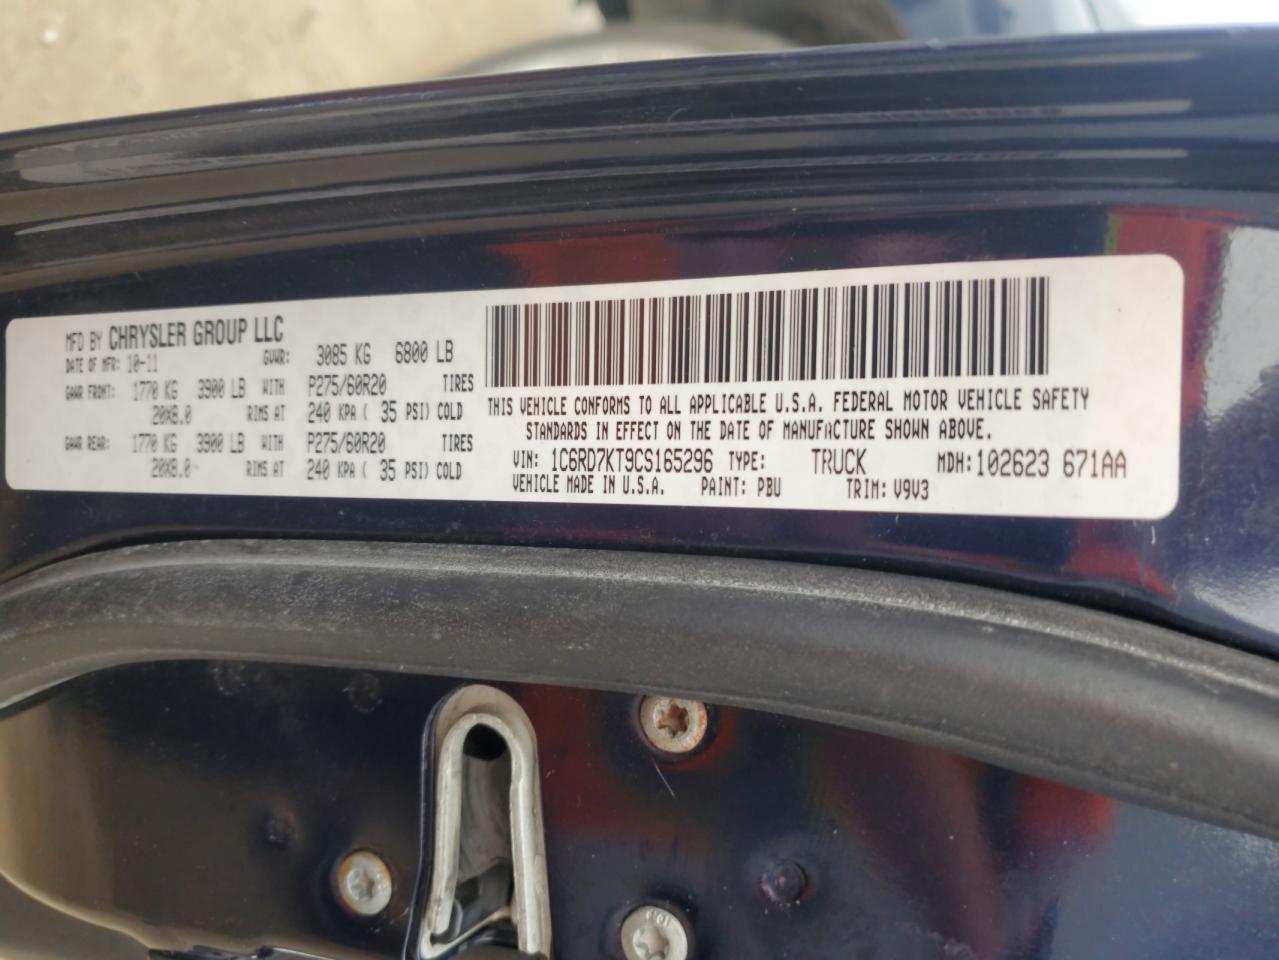 MFD BY CHRYSLER GROUP LLC
DATE OF MFR: 10-11 GVWR: 3085 KG 6800 LB
GAWR FRONT: 1770 KG 3900 LB WITH P275/60R20 TIRES
20X8.0 RIMS AT 240 KPA ( 35 PSI) COLD
GAWR REAR: 1770 KG 3900 LB WITH P275/60R20 TIRES
20X8.0 RIMS AT 240 KPA ( 35 PSI) COLD
THIS VEHICLE CONFORMS TO ALL APPLICABLE U.S.A. FEDERAL MOTOR VEHICLE SAFETY
STANDARDS IN EFFECT ON THE DATE OF MANUFACTURE SHOWN ABOVE.
VIN: 1C6RD7KT9CS165296 TYPE: TRUCK MDH: 102623 671AA
VEHICLE MADE IN U.S.A. PAINT: PBU TRIM: V9V3